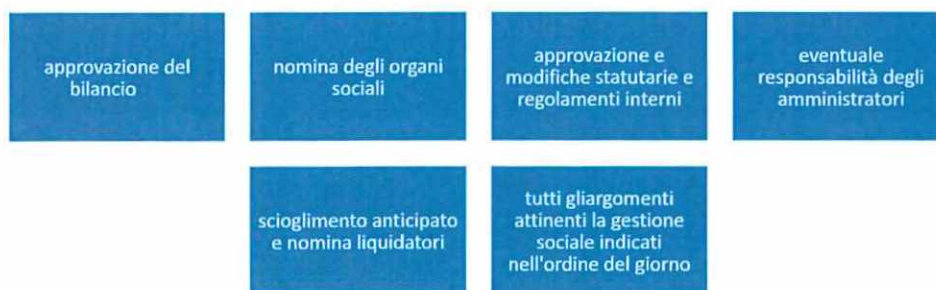 approvazione del
bilancio
nomina degli organi
sociali
approvazione e
modifiche statutarie e
regolamenti interni
eventuale
responsabilità degli
amministratori
scioglimento anticipato
e nomina liquidatori
tutti gliargomenti
attinenti la gestione
sociale indicati
nell'ordine del giorno